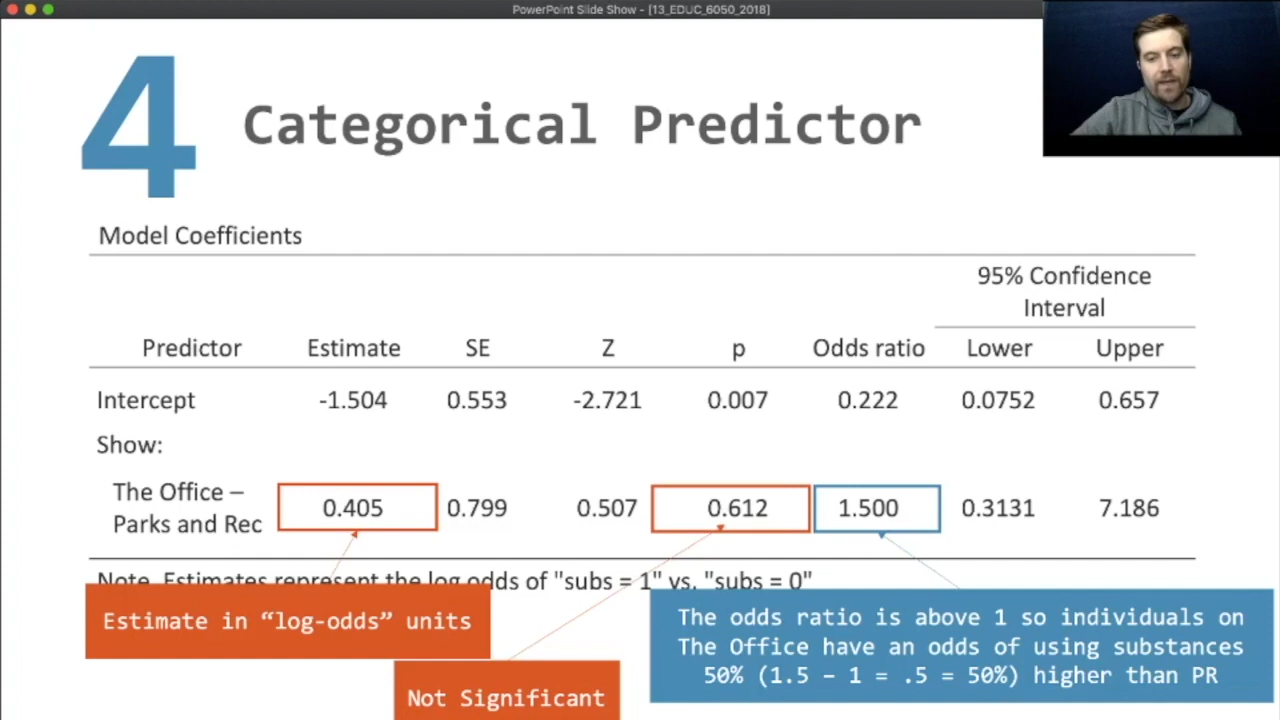 PowerPoint Slide Show - [13_EDUC_6050_2018]
4
Categorical Predictor
Model Coefficients
95% Confidence
Interval
Predictor Estimate SE Z p Odds ratio Lower Upper
Intercept -1.504 0.553 -2.721 0.007 0.222 0.0752 0.657
Show:
The Office –
Parks and Rec
0.405 0.799 0.507 0.612 1.500 0.3131 7.186
Note. Estimates represent the log odds of "subs = 1" vs. "subs = 0"
Estimate in “log-odds” units
Not Significant
The odds ratio is above 1 so individuals on
The Office have an odds of using substances
50% (1.5 – 1 = .5 = 50%) higher than PR